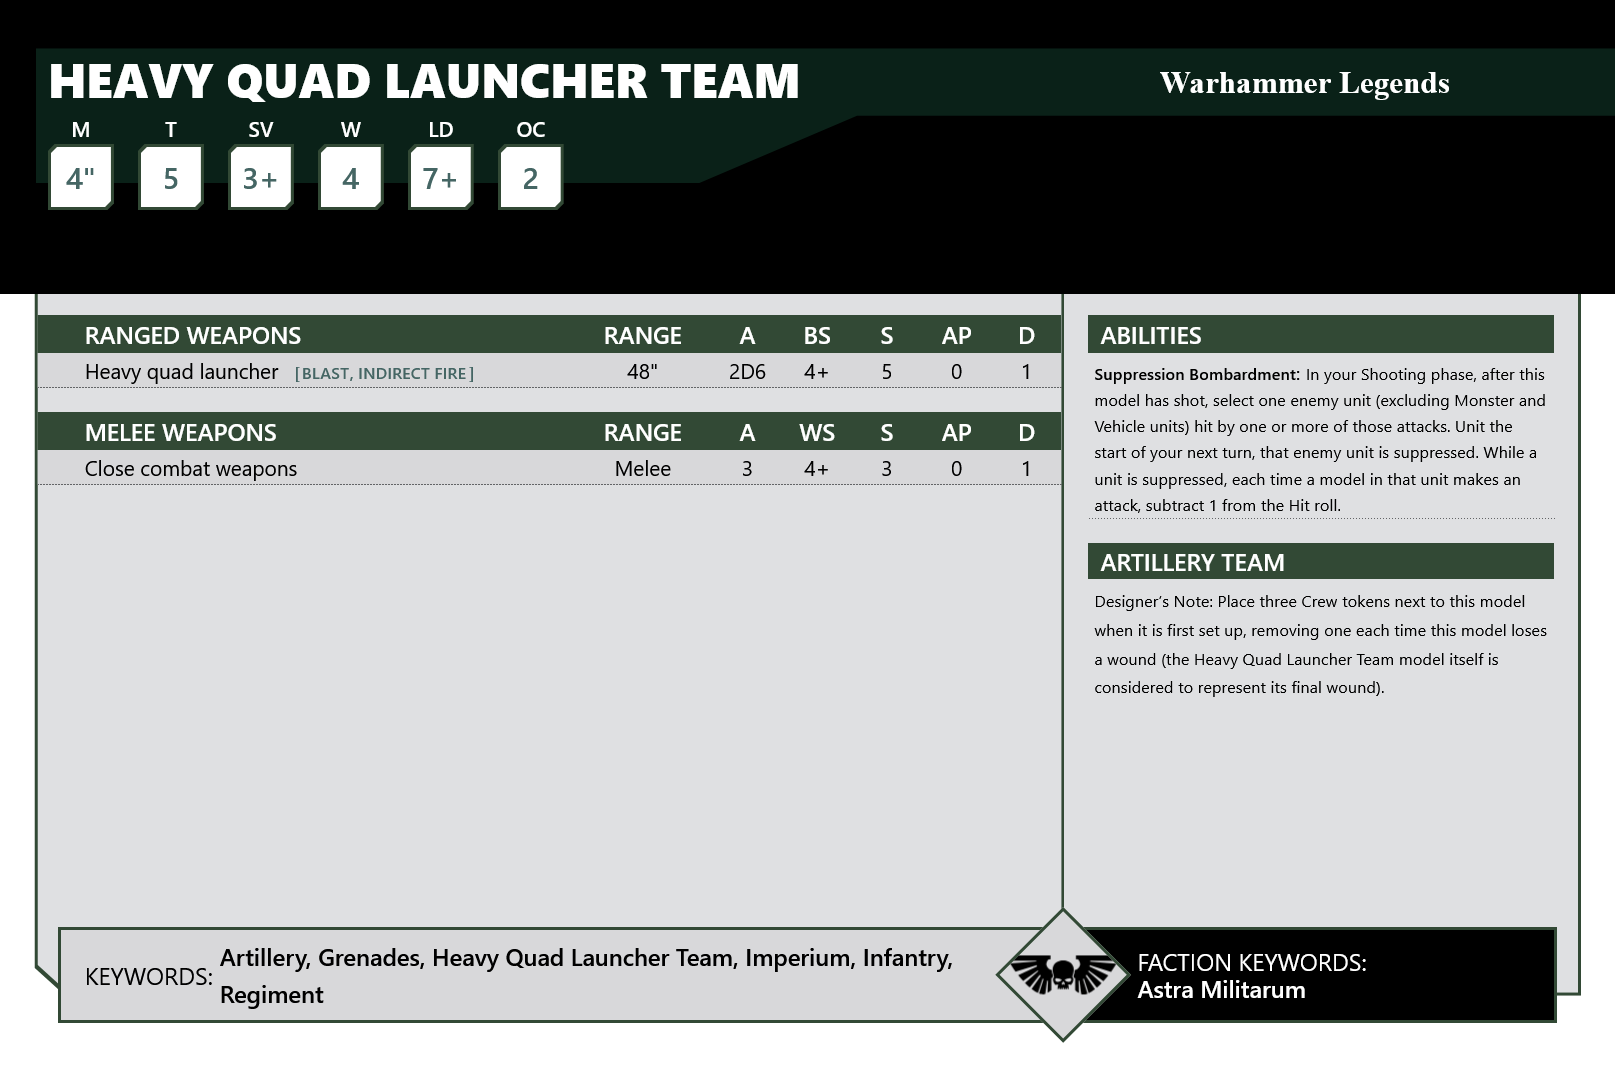 HEAVY QUAD LAUNCHER TEAM
Warhammer Legends
M T SV W LD OC
4" 5 3+ 4 7+ 2
RANGED WEAPONS RANGE A BS S AP D
Heavy quad launcher [BLAST, INDIRECT FIRE] 48" 2D6 4+ 5 0 1
MELEE WEAPONS RANGE A WS S AP D
Close combat weapons Melee 3 4+ 3 0 1
ABILITIES
Suppression Bombardment: In your Shooting phase, after this
model has shot, select one enemy unit (excluding Monster and
Vehicle units) hit by one or more of those attacks. Unit the
start of your next turn, that enemy unit is suppressed. While a
unit is suppressed, each time a model in that unit makes an
attack, subtract 1 from the Hit roll.
ARTILLERY TEAM
Designer’s Note: Place three Crew tokens next to this model
when it is first set up, removing one each time this model loses
a wound (the Heavy Quad Launcher Team model itself is
considered to represent its final wound).
KEYWORDS: Artillery, Grenades, Heavy Quad Launcher Team, Imperium, Infantry,
Regiment
FACTION KEYWORDS:
Astra Militarum